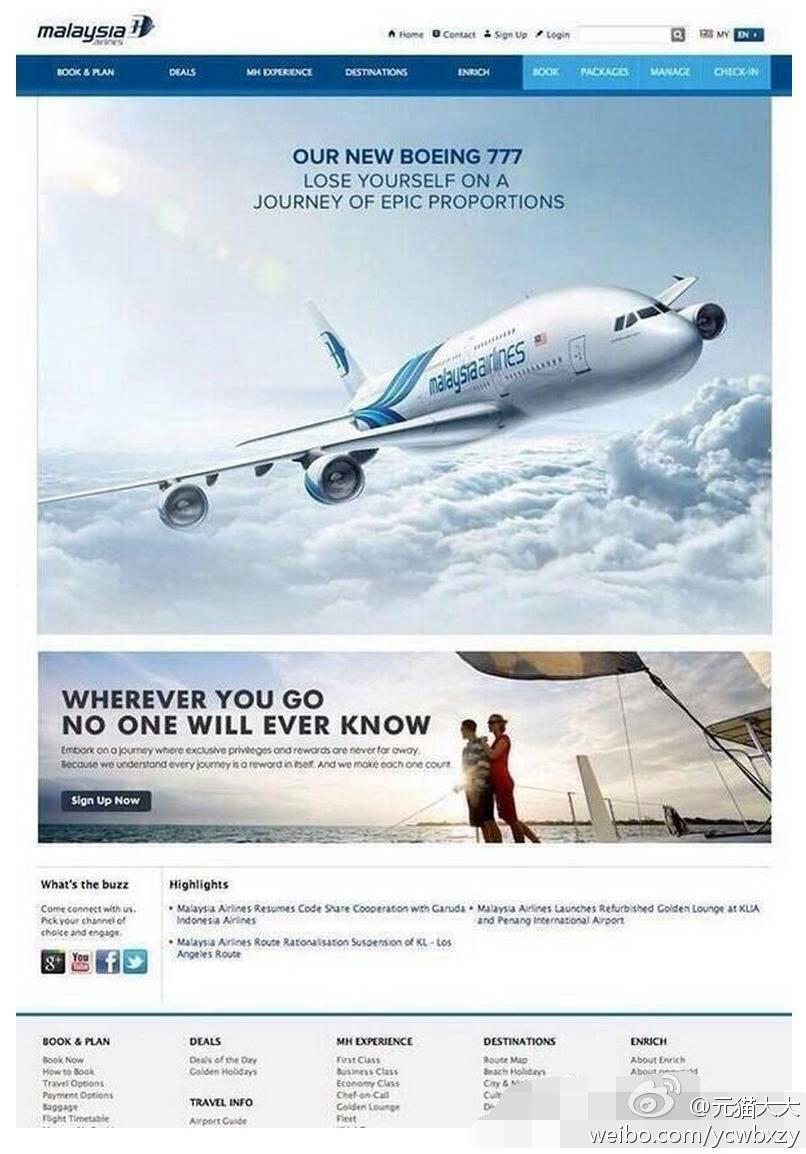 malaysia
airlines
Home Contact Sign Up Login MY EN
BOOK & PLAN DEALS MH EXPERIENCE DESTINATIONS ENRICH BOOK PACKAGES MANAGE CHECK-IN
OUR NEW BOEING 777
LOSE YOURSELF ON A
JOURNEY OF EPIC PROPORTIONS
malaysiaairlines
WHEREVER YOU GO
NO ONE WILL EVER KNOW
Embark on a journey where exclusive privileges and rewards are never far away.
Because we understand every journey is a reward in itself. And we make each one count.
Sign Up Now
What's the buzz
Come connect with us.
Pick your channel of
choice and engage.
g+ You Tube f
Highlights
• Malaysia Airlines Resumes Code Share Cooperation with Garuda
Indonesia Airlines
• Malaysia Airlines Route Rationalisation Suspension of KL - Los
Angeles Route
• Malaysia Airlines Launches Refurbished Golden Lounge at KLIA
and Penang International Airport
BOOK & PLAN
Book Now
How to Book
Travel Options
Payment Options
Baggage
Flight Timetable
DEALS
Deals of the Day
Golden Holidays
TRAVEL INFO
Airport Guide
MH EXPERIENCE
First Class
Business Class
Economy Class
Chef-on-Call
Golden Lounge
Fleet
DESTINATIONS
Route Map
Beach Holidays
City &
ENRICH
About Enrich
About
@元猫大大
weibo.com/ycwbxzy